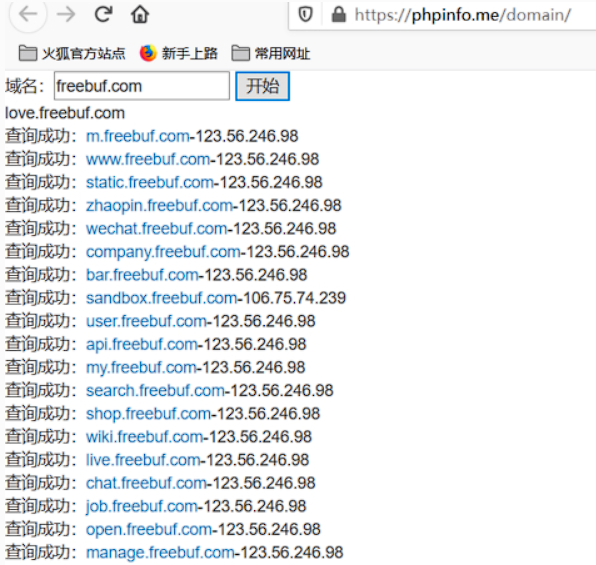 https://phpinfo.me/domain/
火狐官方站点 新手上路 常用网址
域名：freebuf.com 开始
love.freebuf.com
查询成功：m.freebuf.com-123.56.246.98
查询成功：www.freebuf.com-123.56.246.98
查询成功：static.freebuf.com-123.56.246.98
查询成功：zhaopin.freebuf.com-123.56.246.98
查询成功：wechat.freebuf.com-123.56.246.98
查询成功：company.freebuf.com-123.56.246.98
查询成功：bar.freebuf.com-123.56.246.98
查询成功：sandbox.freebuf.com-106.75.74.239
查询成功：user.freebuf.com-123.56.246.98
查询成功：api.freebuf.com-123.56.246.98
查询成功：my.freebuf.com-123.56.246.98
查询成功：search.freebuf.com-123.56.246.98
查询成功：shop.freebuf.com-123.56.246.98
查询成功：wiki.freebuf.com-123.56.246.98
查询成功：live.freebuf.com-123.56.246.98
查询成功：chat.freebuf.com-123.56.246.98
查询成功：job.freebuf.com-123.56.246.98
查询成功：open.freebuf.com-123.56.246.98
查询成功：manage.freebuf.com-123.56.246.98